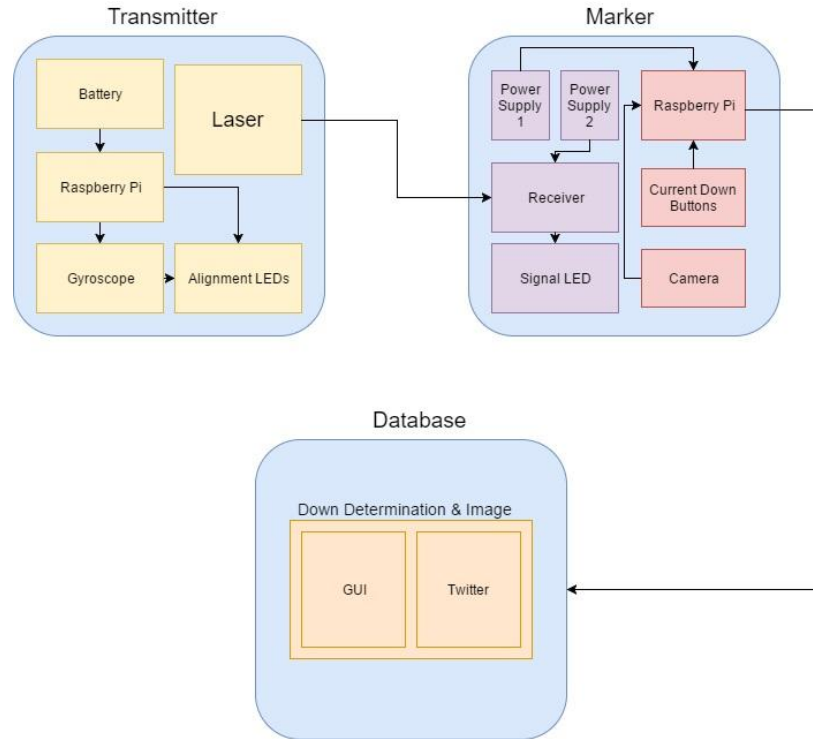 Transmitter
Battery
Laser
Raspberry Pi
Gyroscope
Alignment LEDs
Marker
Power
Supply
1
Power
Supply
2
Raspberry Pi
Receiver
Current Down
Buttons
Signal LED
Camera
Database
Down Determination & Image
GUI
Twitter